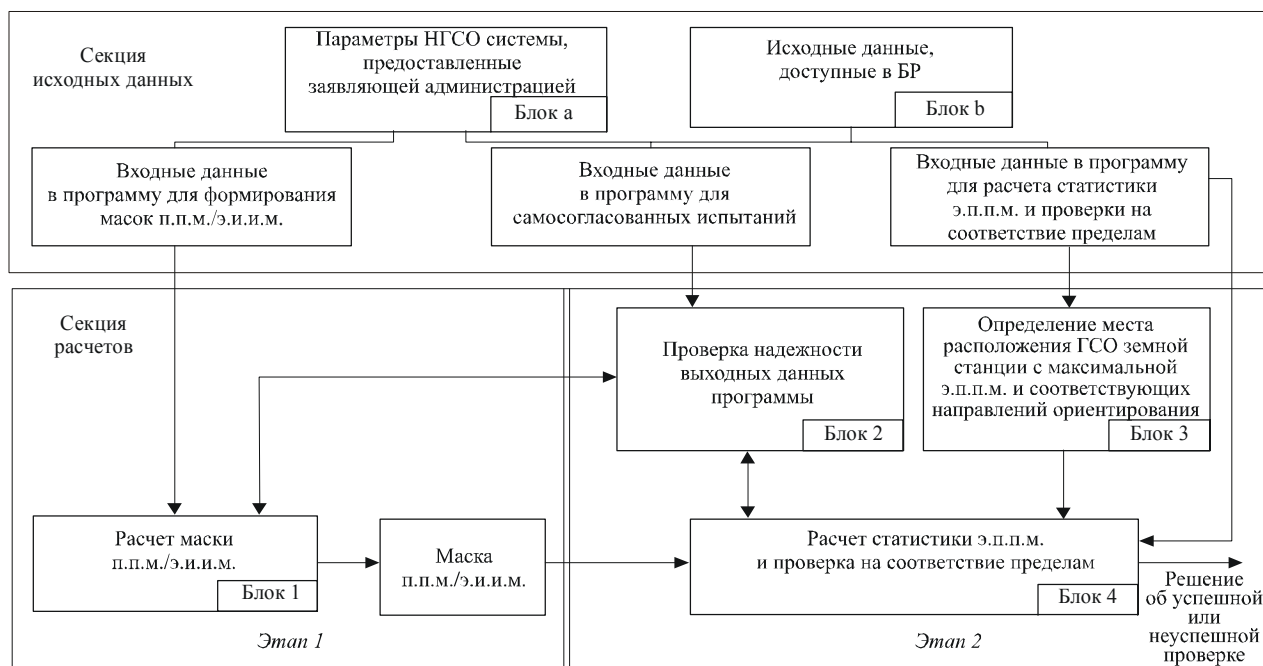 Секция
исходных данных
Параметры НГСО системы,
предоставленные
заявляющей администрацией
Блок a
Исходные данные,
доступные в БР
Блок b
Входные данные
в программу для формирования
масок п.п.м./э.и.и.м.
Входные данные
в программу для
самосогласованных испытаний
Входные данные в программу
для расчета статистики
э.п.п.м. и проверки на
соответствие пределам
Секция
расчетов
Проверка надежности
выходных данных
программы
Блок 2
Определение места
расположения ГСО земной
станции с максимальной
э.п.п.м. и соответствующих
направлений ориентирования
Блок 3
Расчет маски
п.п.м./э.и.и.м.
Блок 1
Маска
п.п.м./э.и.и.м.
Расчет статистики э.п.п.м.
и проверка на соответствие пределам
Блок 4
Решение
об успешной
или
неуспешной
проверке
Этап 1
Этап 2